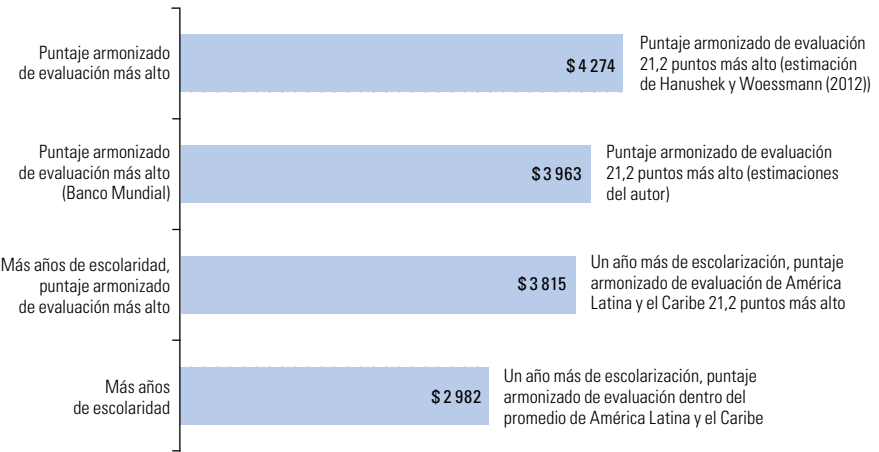 Puntaje armonizado
de evaluación más alto
$ 4 274
Puntaje armonizado de evaluación
21,2 puntos más alto (estimación
de Hanushek y Woessmann (2012))
Puntaje armonizado
de evaluación más alto
(Banco Mundial)
$ 3 963
Puntaje armonizado de evaluación
21,2 puntos más alto (estimaciones
del autor)
Más años de escolaridad,
puntaje armonizado
de evaluación más alto
$ 3 815
Un año más de escolarización, puntaje
armonizado de evaluación de América
Latina y el Caribe 21,2 puntos más alto
Más años
de escolaridad
$ 2 982
Un año más de escolarización, puntaje
armonizado de evaluación dentro del
promedio de América Latina y el Caribe